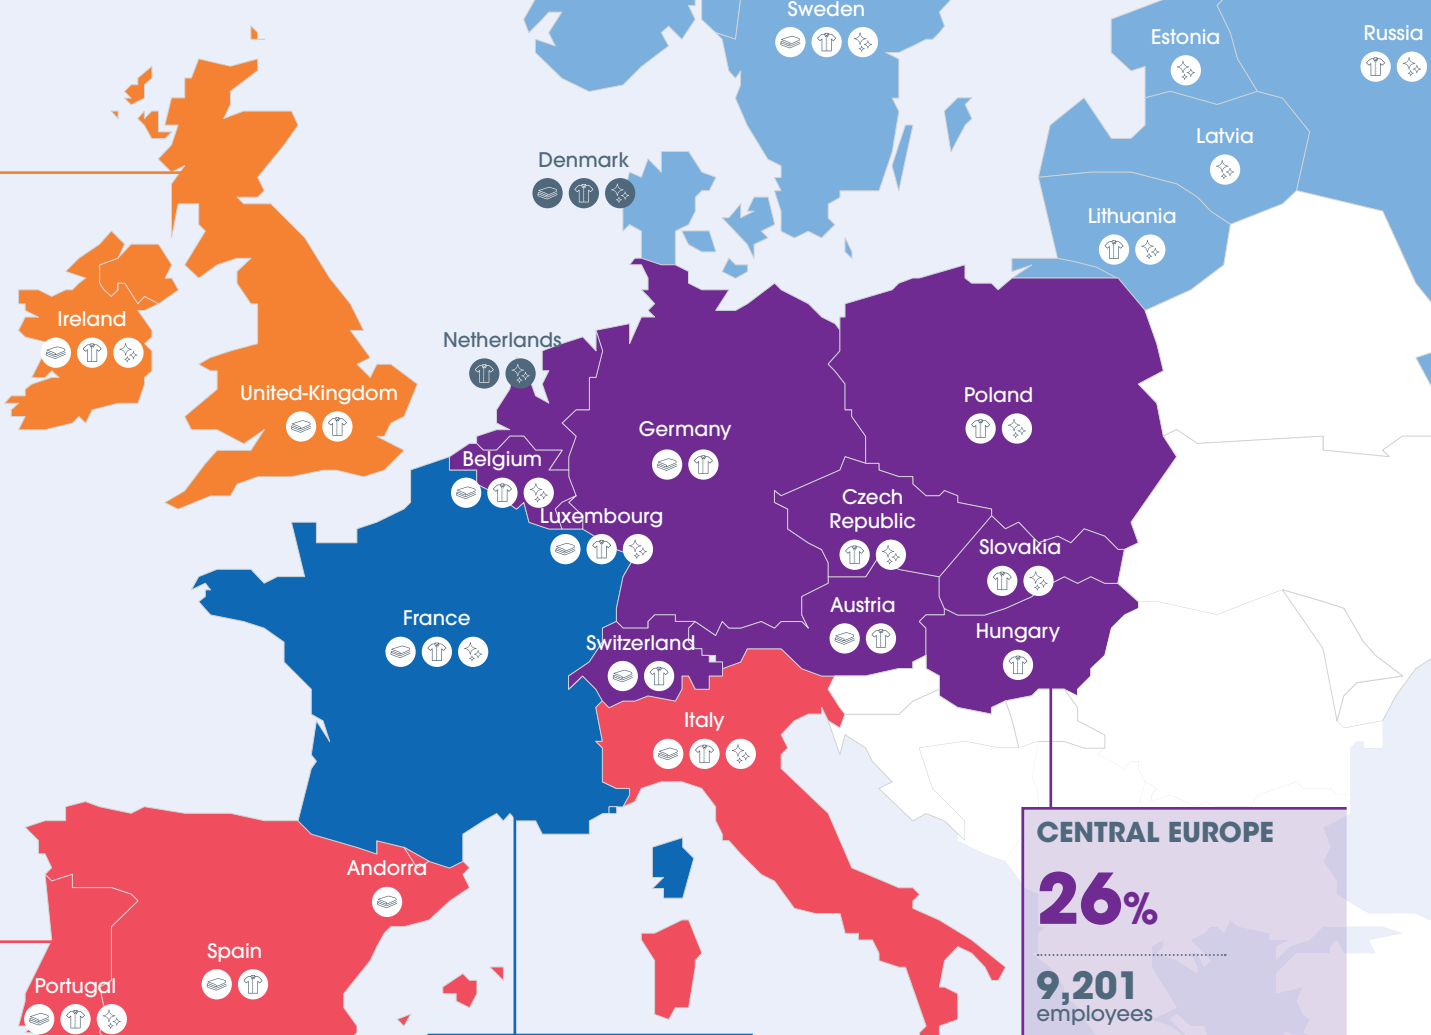 Sweden
Estonia
Russia
Latvia
Denmark
Lithuania
Ireland
Netherlands
United-Kingdom
Poland
Germany
Belgium
Czech
Republic
Luxembourg
Slovakia
Austria
France
Hungary
Switzerland
Italy
Andorra
Spain
Portugal
CENTRAL EUROPE
26%
9,201
employees